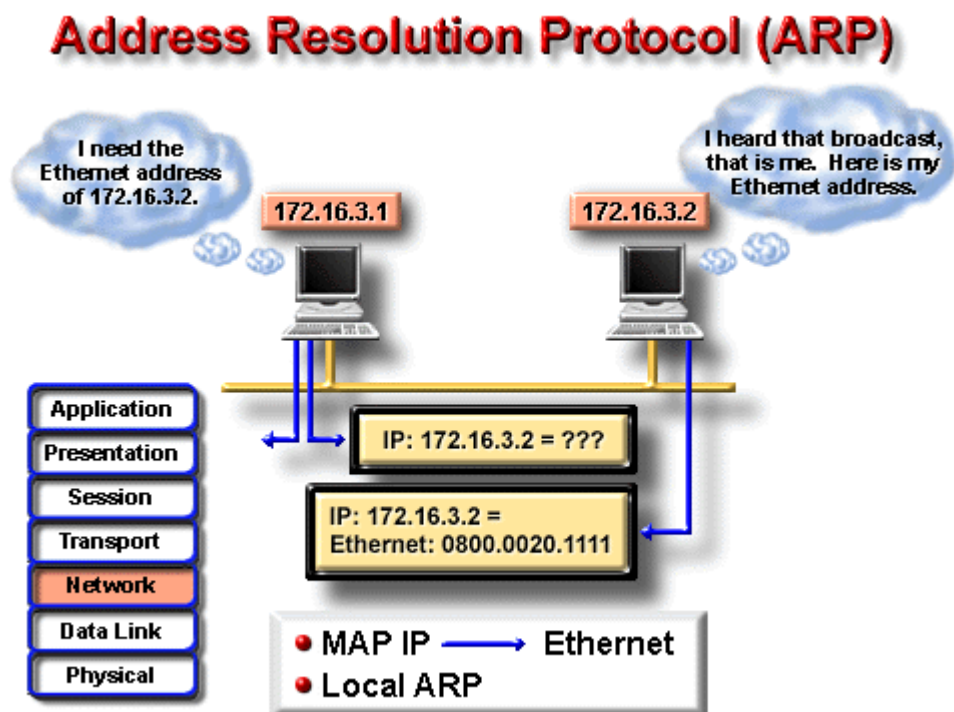 Address Resolution Protocol (ARP)
I need the
Ethernet address
of 172.16.3.2.
I heard that broadcast,
that is me. Here is my
Ethernet address.
172.16.3.1
172.16.3.2
Application
Presentation
Session
Transport
Network
Data Link
Physical
IP: 172.16.3.2 = ???
IP: 172.16.3.2 =
Ethernet: 0800.0020.1111
MAP IP Ethernet
Local ARP